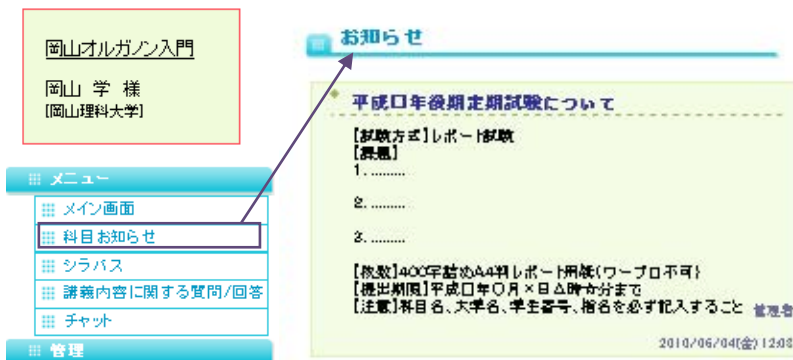 岡山オルガノン入門
岡山 学 様
[岡山理科大学]
メニュー
メイン画面
科目お知らせ
シラバス
講義内容に関する質問/回答
チャット
管理
お知らせ
平成口年後期定期試験について
【試験方式】レポート試験
【課題】
1. .........
2. .........
3. .........
【枚数】400字詰めA4判レポート用紙(ワープロ不可)
【提出期限】平成口年〇月×日△時☆分まで
【注意】科目名、大学名、学生番号、指名を必ず記入すること
管理者
2010/06/04(金) 12:08